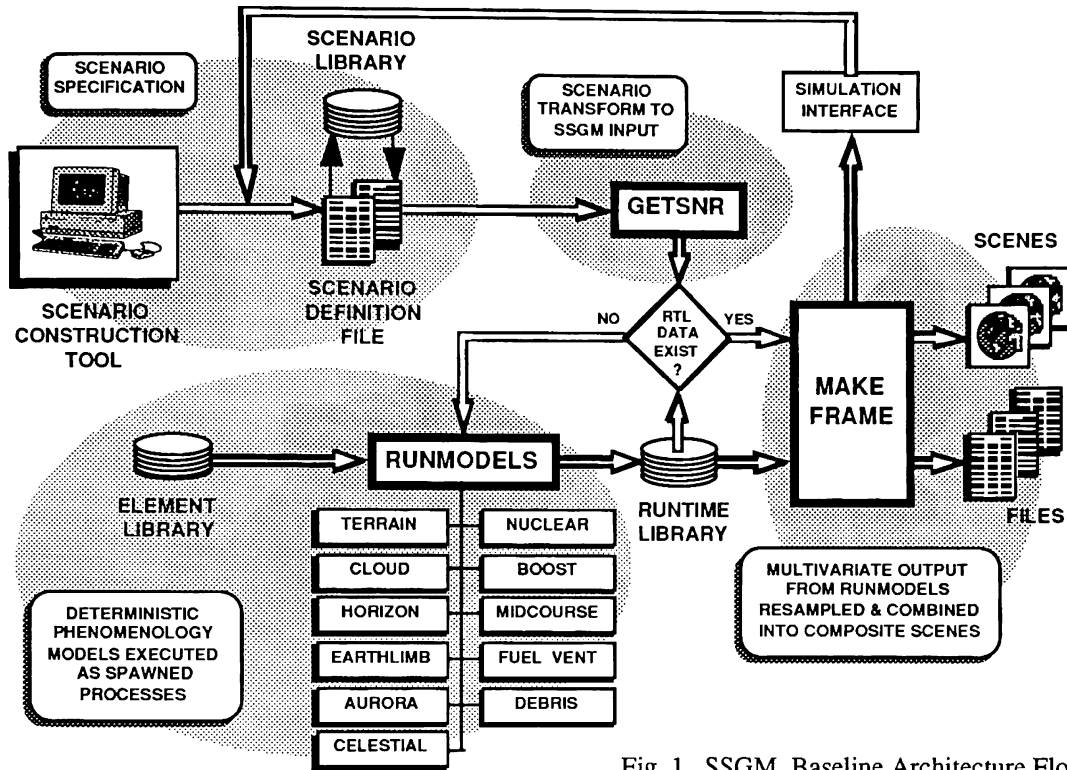 SCENARIO
SPECIFICATION
SCENARIO
LIBRARY
SCENARIO
TRANSFORM TO
SSGM INPUT
SIMULATION
INTERFACE
GETSNR
SCENARIO
CONSTRUCTION
TOOL
SCENARIO
DEFINITION
FILE
NO
RTL
DATA
EXIST
?
YES
SCENES
MAKE
FRAME
FILES
ELEMENT
LIBRARY
RUNMODELS
RUNTIME
LIBRARY
TERRAIN
NUCLEAR
CLOUD
BOOST
HORIZON
MIDCOURSE
EARTHLIMB
FUEL VENT
AURORA
DEBRIS
CELESTIAL
DETERMINISTIC
PHENOMENOLOGY
MODELS EXECUTED
AS SPAWNED
PROCESSES
MULTIVARIATE OUTPUT
FROM RUNMODELS
RESAMPLED & COMBINED
INTO COMPOSITE SCENES
Fig. 1. SSGM Baseline Architecture Flo